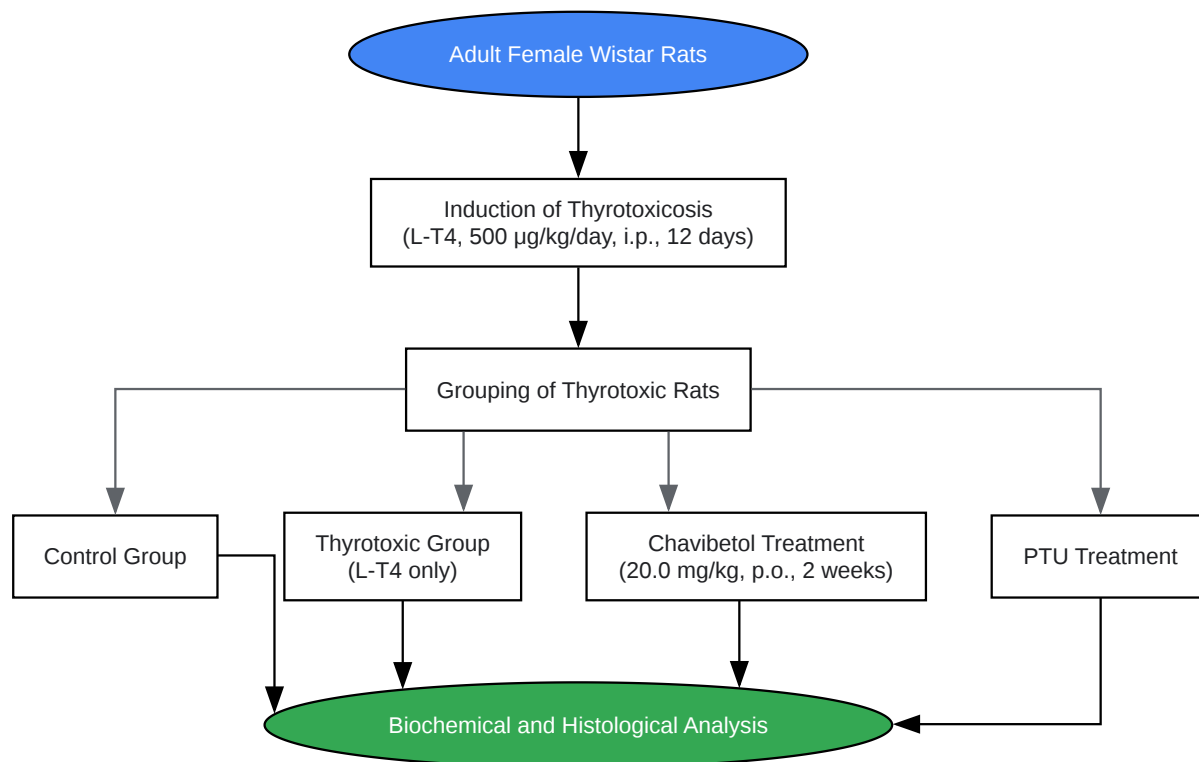 Adult Female Wistar Rats
Induction of Thyrotoxicosis
(L-T4, 500 µg/kg/day, i.p., 12 days)
Grouping of Thyrotoxic Rats
Control Group
Thyrotoxic Group
(L-T4 only)
Chavibetol Treatment
(20.0 mg/kg, p.o., 2 weeks)
PTU Treatment
Biochemical and Histological Analysis